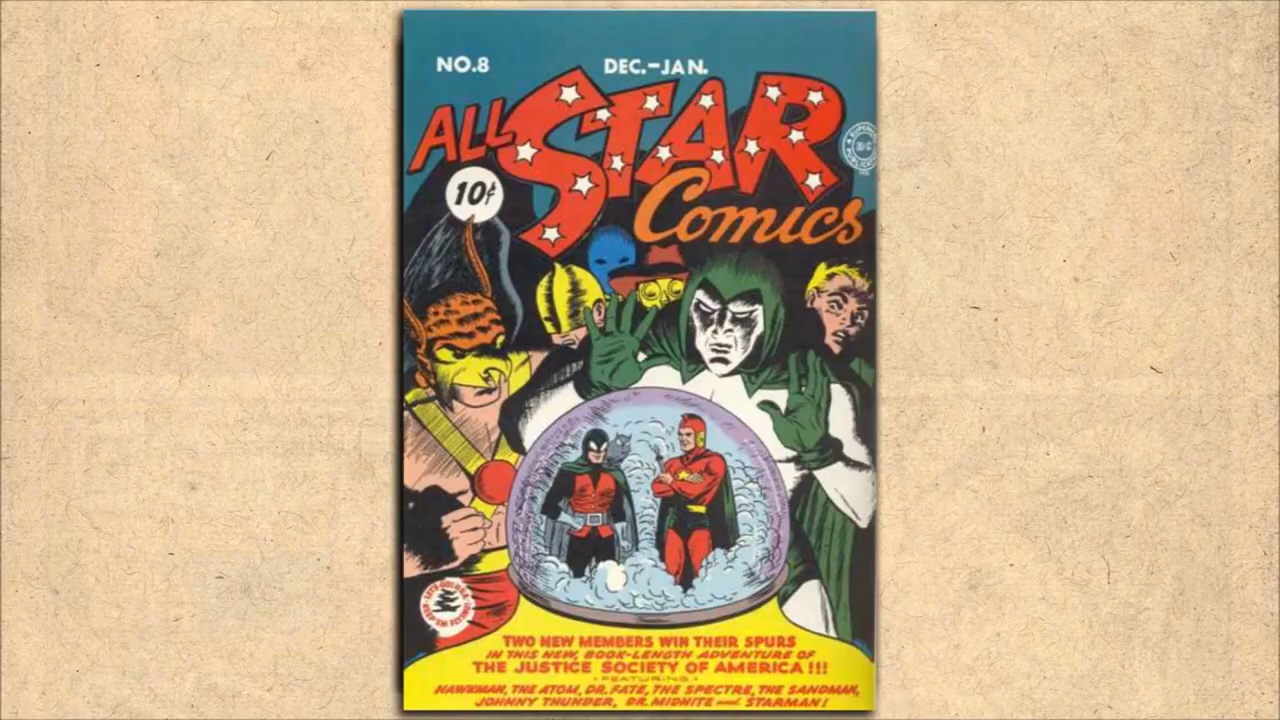 NO.8
DEC.-JAN.
ALL STAR
Comics
10¢
TWO NEW MEMBERS WIN THEIR SPURS
IN THIS NEW, BOOK-LENGTH ADVENTURE OF
THE JUSTICE SOCIETY OF AMERICA!!!
• FEATURING •
HAWKMAN, THE ATOM, DR. FATE, THE SPECTRE, THE SANDMAN,
JOHNNY THUNDER, DR. MIDNITE and STARMAN!